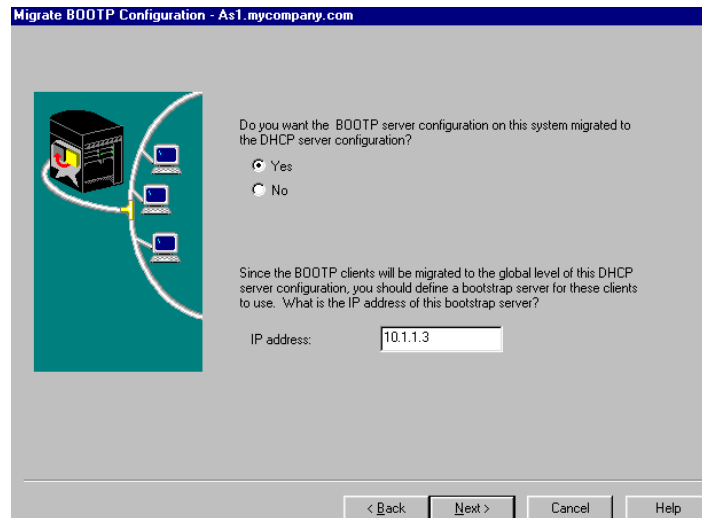 Migrate BOOTP Configuration - As1.mycompany.com
Do you want the BOOTP server configuration on this system migrated to
the DHCP server configuration?
Yes
No
Since the BOOTP clients will be migrated to the global level of this DHCP
server configuration, you should define a bootstrap server for these clients
to use. What is the IP address of this bootstrap server?
IP address: 10.1.1.3
< Back Next > Cancel Help